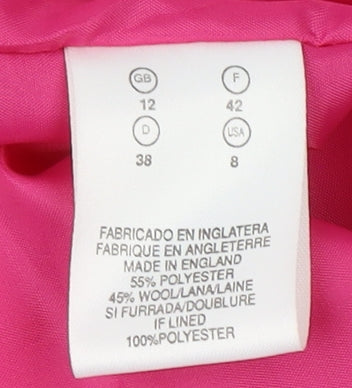 GB F
12 42
D USA
38 8
FABRICADO EN INGLATERA
FABRIQUE EN ANGLETERRE
MADE IN ENGLAND
55% POLYESTER
45% WOOL/LANA/LAINE
SI FURRADA/DOUBLURE
IF LINED
100%POLYESTER